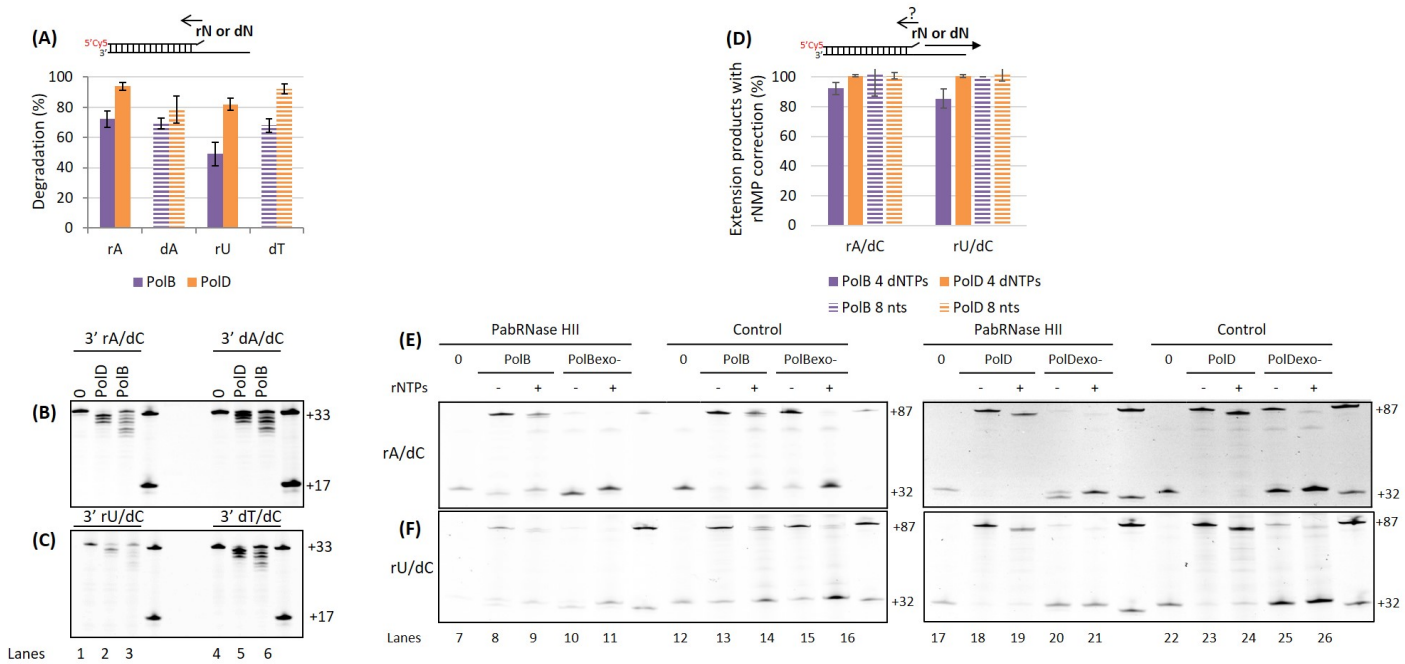 (A)
rN or dN
5'Cy5
3'
Degradation (%)
100
80
60
40
20
0
rA dA rU dT
PolB PolD
(D)
?
rN or dN
5'Cy5
3'
Extension products with
rNMP correction (%)
100
80
60
40
20
0
rA/dC rU/dC
PolB 4 dNTPs PolD 4 dNTPs
PolB 8 nts PolD 8 nts
3' rA/dC 3' dA/dC
0 PolD PolB 0 PolD PolB
(B)
+33
+17
3' rU/dC 3' dT/dC
(C)
+33
+17
Lanes 1 2 3 4 5 6
(E)
PabRNase HII Control PabRNase HII Control
0 PolB PolBexo- 0 PolB PolBexo- 0 PolD PolDexo- 0 PolD PolDexo-
rNTPs - + - + - + - + - + - + - + - +
rA/dC
+87 +87
+32 +32
(F)
rU/dC
+87 +87
+32 +32
Lanes 7 8 9 10 11 12 13 14 15 16 17 18 19 20 21 22 23 24 25 26